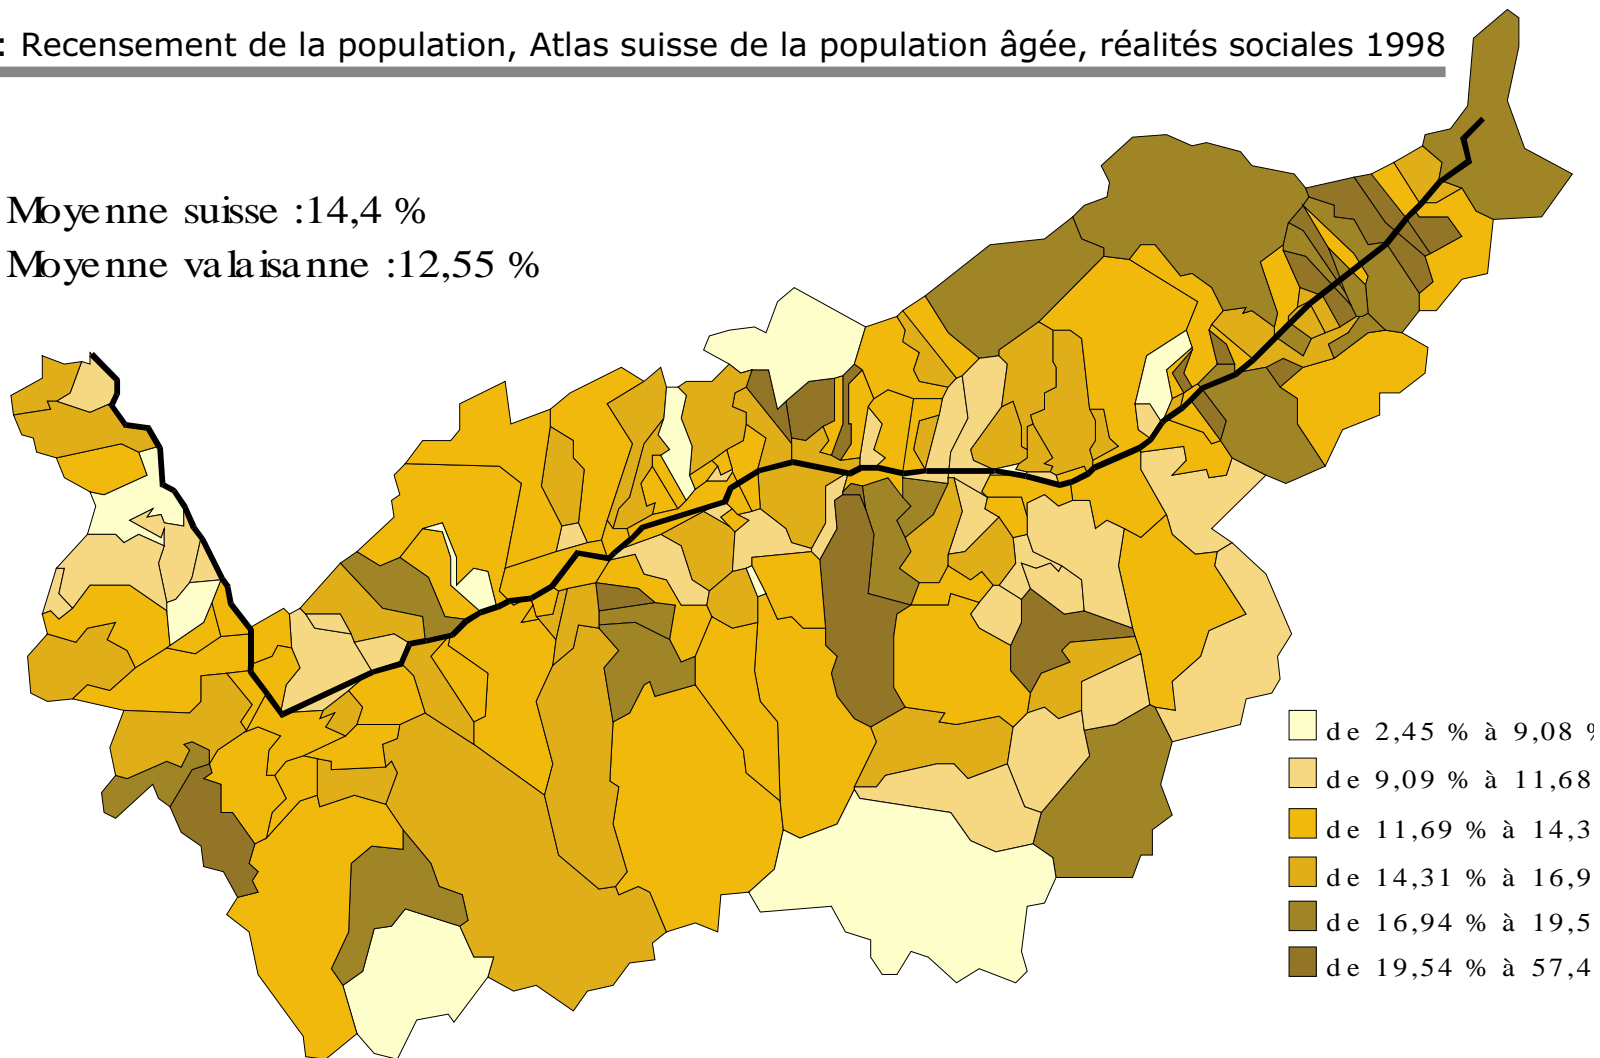 : Recensement de la population, Atlas suisse de la population âgée, réalités sociales 1998
Moyenne suisse :14,4 %
Moyenne valaisanne :12,55 %
de 2,45 % à 9,08 %
de 9,09 % à 11,68
de 11,69 % à 14,3
de 14,31 % à 16,9
de 16,94 % à 19,5
de 19,54 % à 57,4